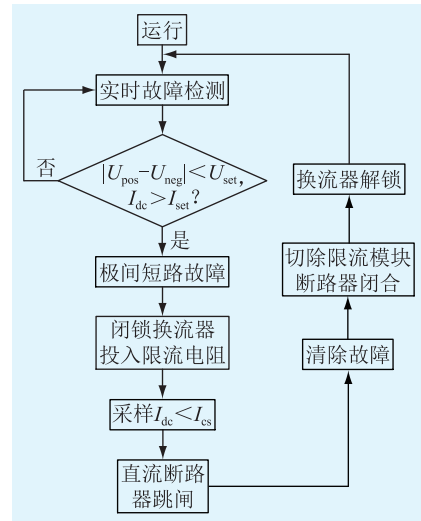 运行
实时故障检测
否
|Upos−Uneg|<Uset,
Idc>Iset?
是
极间短路故障
闭锁换流器
投入限流电阻
采样Idc<Ics
直流断路
器跳闸
换流器解锁
切除限流模块
断路器闭合
清除故障